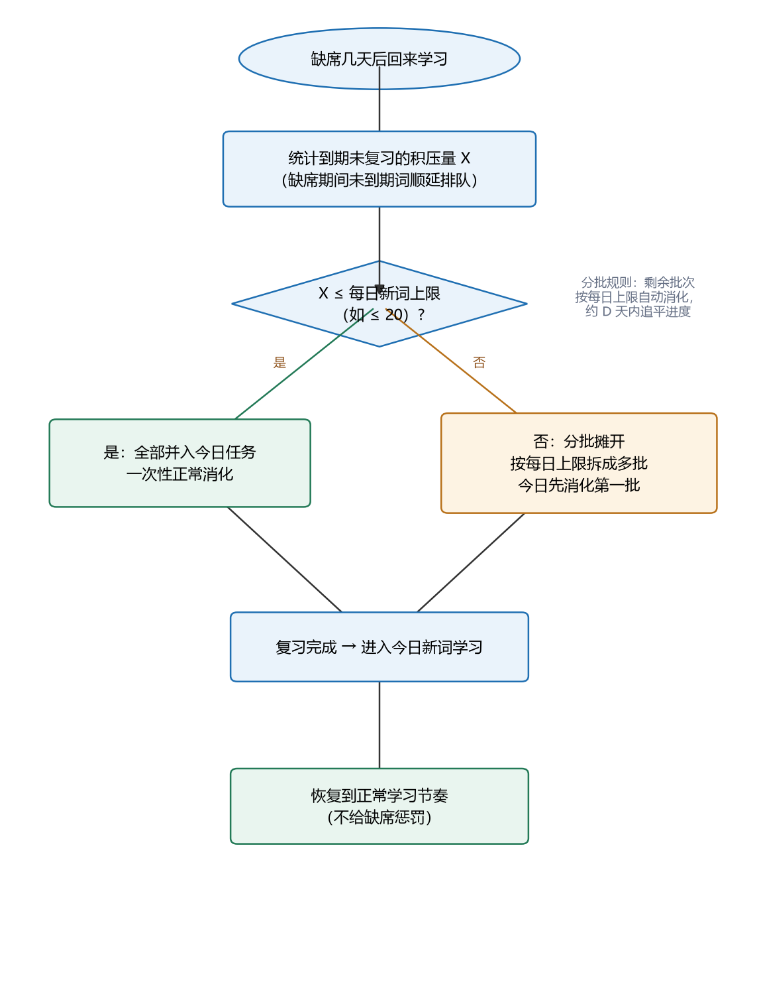 缺席几天后回来学习
统计到期未复习的积压量 X
（缺席期间未到期词顺延排队）
X ≤ 每日新词上限
（如 ≤ 20）?
分批规则：剩余批次
按每日上限自动消化，
约 D 天内追平进度
是
否
是：全部并入今日任务
一次性正常消化
否：分批摊开
按每日上限拆成多批
今日先消化第一批
复习完成 → 进入今日新词学习
恢复到正常学习节奏
（不给缺席惩罚）